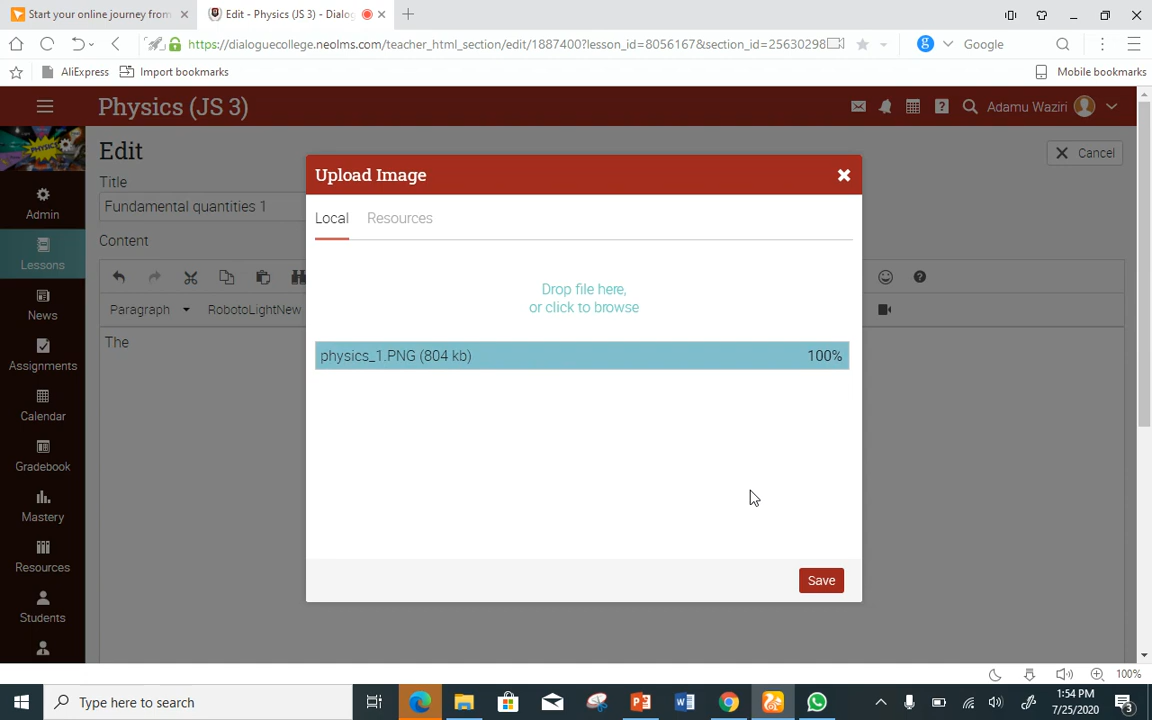 Start your online journey from
Edit - Physics (JS 3) - Dialog
https://dialoguecollege.neolms.com/teacher_html_section/edit/1887400?lesson_id=8056167&section_id=25630298
g
Google
AliExpress
Import bookmarks
Mobile bookmarks
Physics (JS 3)
Adamu Waziri
PHYSICS
Edit
Cancel
Title
Fundamental quantities 1
Content
Paragraph
RobotoLightNew
The
Admin
Lessons
News
Assignments
Calendar
Gradebook
Mastery
Resources
Students
Upload Image
Local
Resources
Drop file here,
or click to browse
physics_1.PNG (804 kb)
100%
Save
100%
Type here to search
1:54 PM
7/25/2020
3